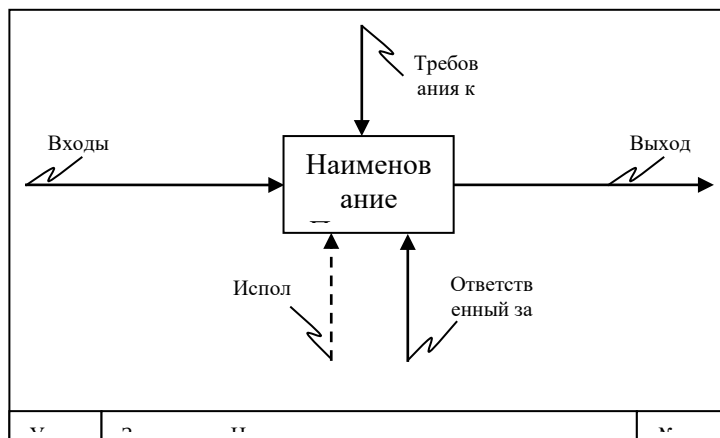 Требов
ания к
Входы
Выход
Наименов
ание
Испол
Ответств
енный за